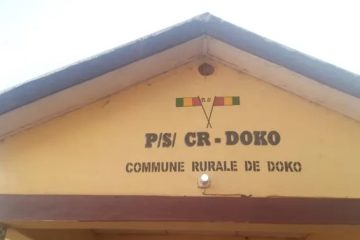 P/S/ CR - DOKO
COMMUNE RURALE DE DOKO